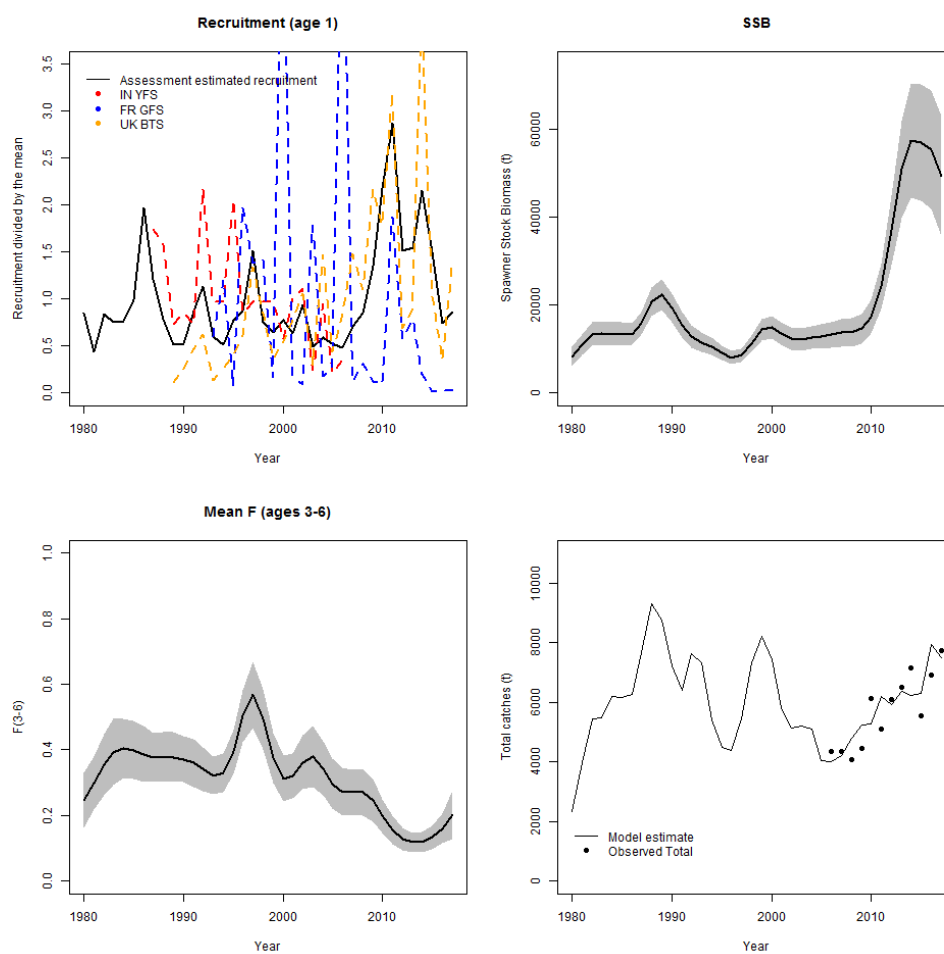 Recruitment (age 1)
Recruitment divided by the mean
3.5
3.0
2.5
2.0
1.5
1.0
0.5
0.0
Assessment estimated recruitment
IN YFS
FR GFS
UK BTS
1980
1990
2000
2010
Year
SSB
Spawner Stock Biomass (t)
60000
40000
20000
0
1980
1990
2000
2010
Year
Mean F (ages 3-6)
F(3-6)
1.0
0.8
0.6
0.4
0.2
0.0
1980
1990
2000
2010
Year
Total catches (t)
10000
8000
6000
4000
2000
0
Model estimate
Observed Total
1980
1990
2000
2010
Year